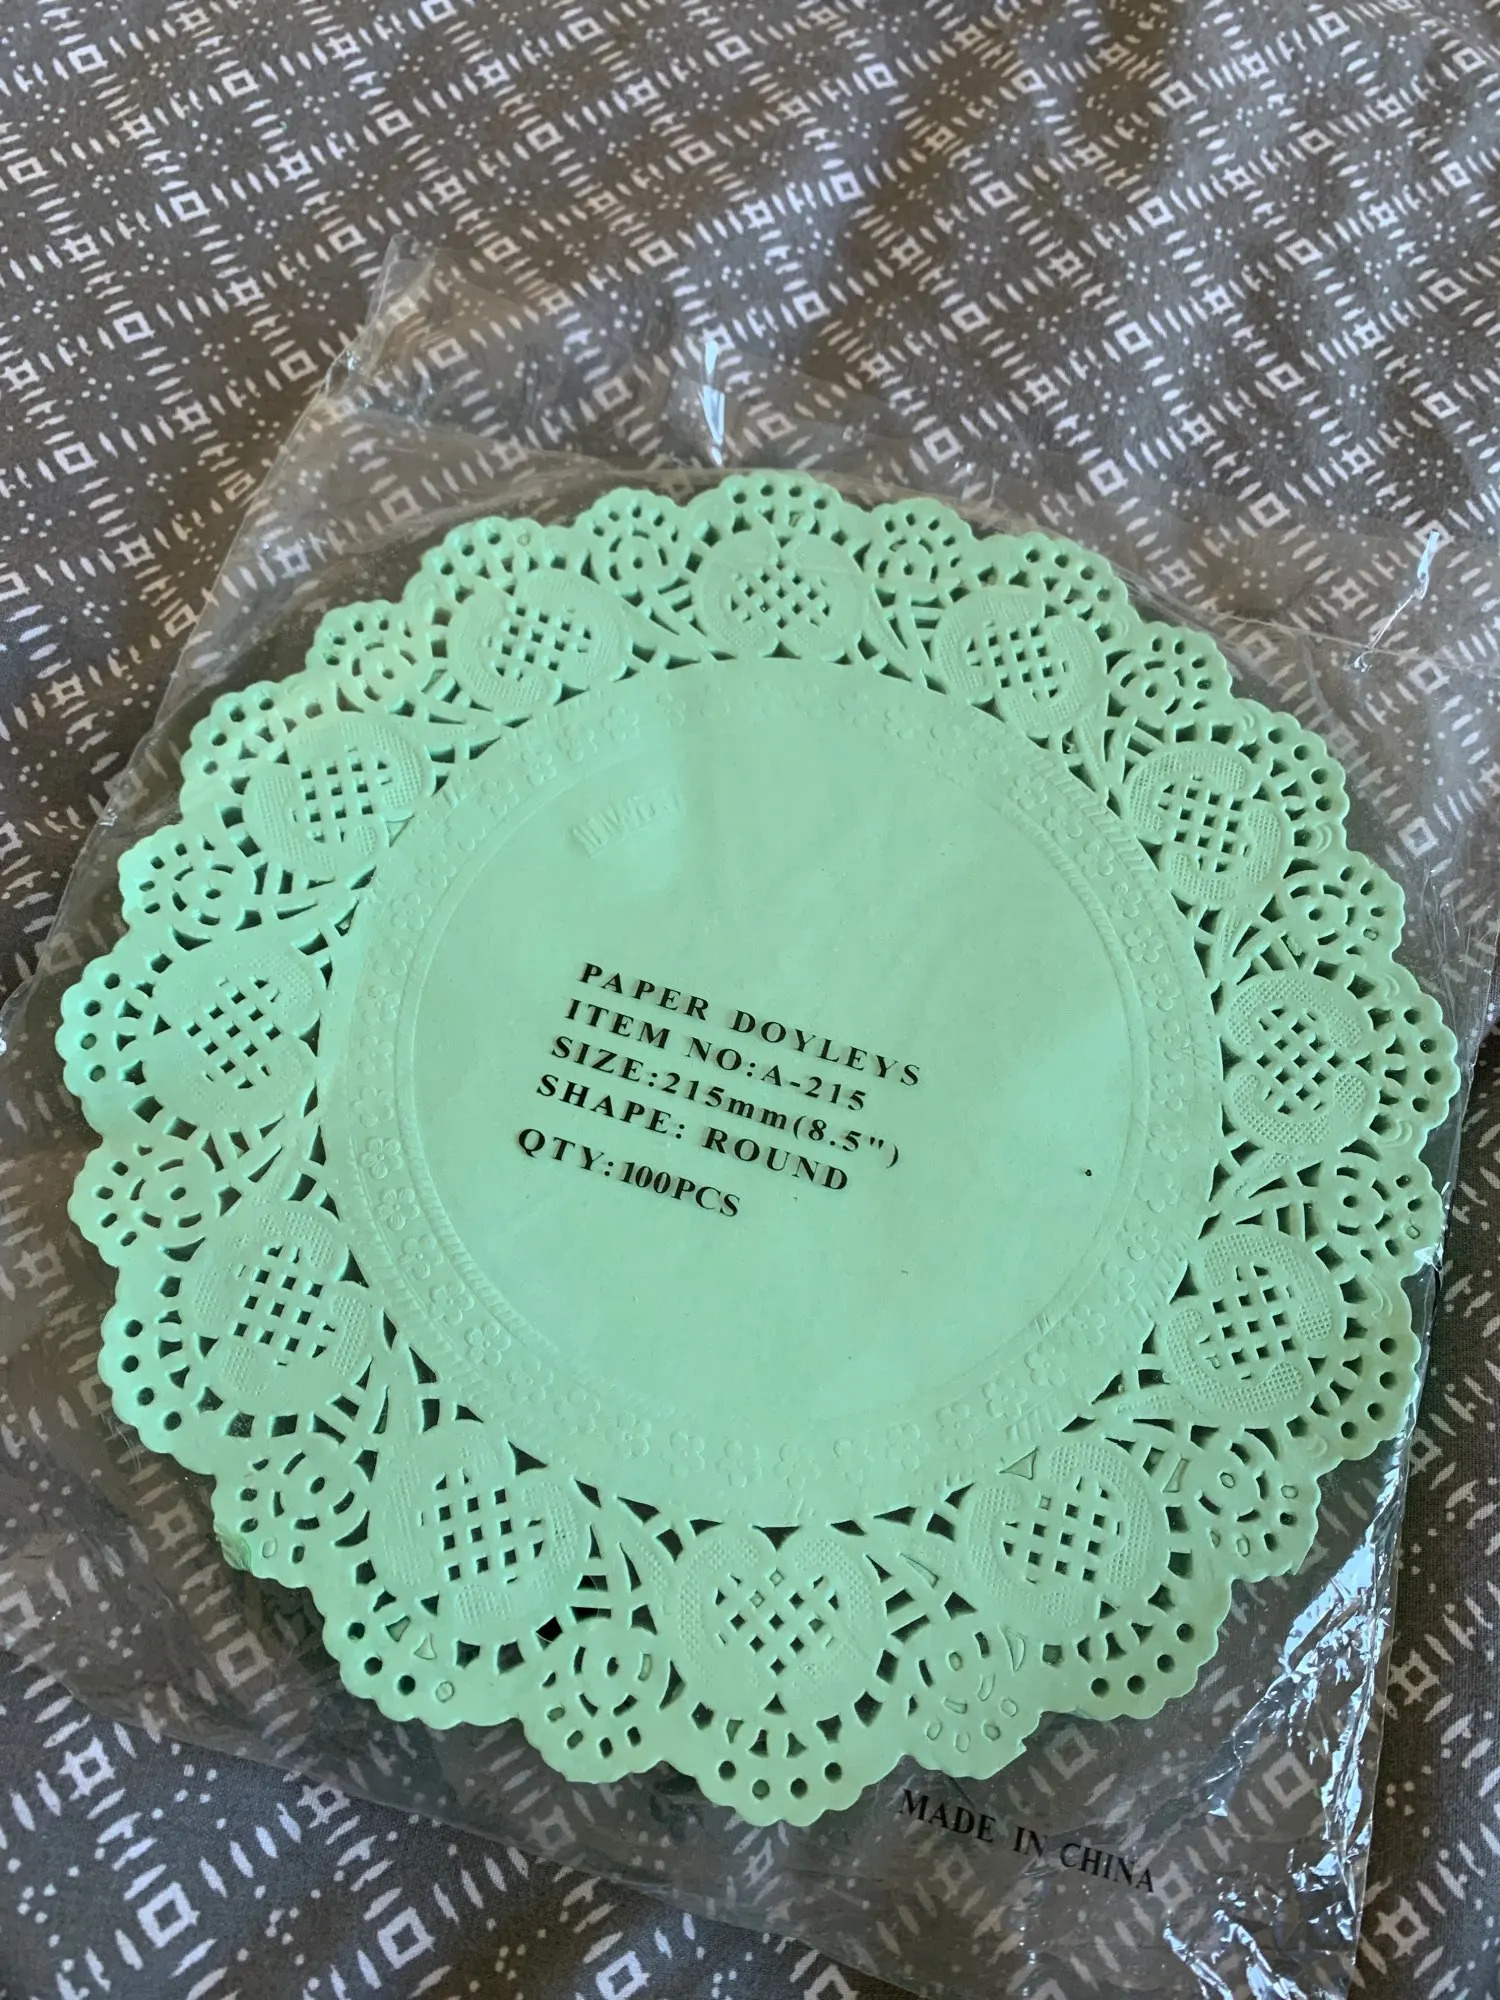 PAPER DOYLEYS
ITEM NO:A-215
SIZE:215mm(8.5")
SHAPE: ROUND
QTY:100PCS
MADE IN CHINA